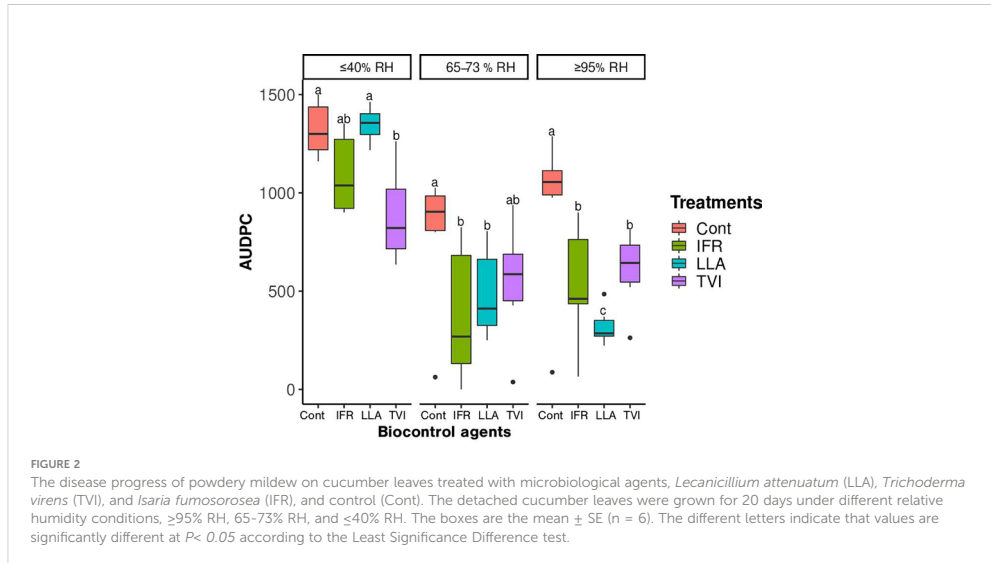 ≤40% RH
65–73 % RH
≥95% RH
1500
1000
500
0
AUDPC
a
ab
a
b
a
b
b
ab
a
b
c
b
Treatments
Cont
IFR
LLA
TVI
Cont IFR LLA TVI
Cont IFR LLA TVI
Cont IFR LLA TVI
Biocontrol agents
FIGURE 2
The disease progress of powdery mildew on cucumber leaves treated with microbiological agents, Lecanicillium attenuatum (LLA), Trichoderma
virens (TVI), and Isaria fumosorosea (IFR), and control (Cont). The detached cucumber leaves were grown for 20 days under different relative
humidity conditions, ≥95% RH, 65-73% RH, and ≤40% RH. The boxes are the mean ± SE (n = 6). The different letters indicate that values are
significantly different at P< 0.05 according to the Least Significance Difference test.